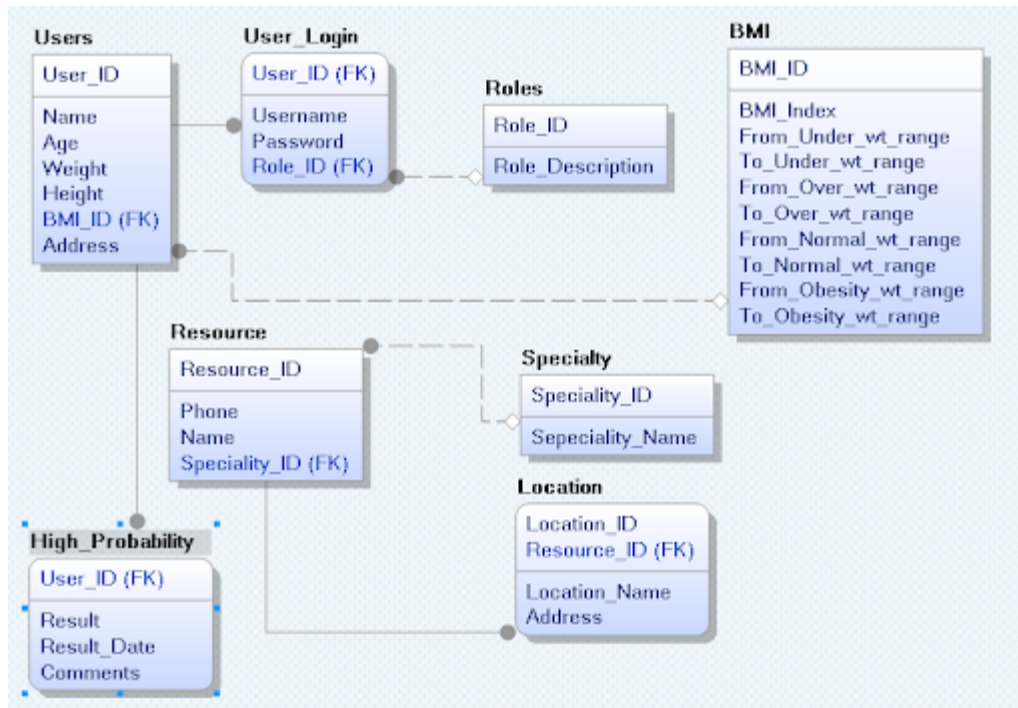 Users
User_ID
Name
Age
Weight
Height
BMI_ID (FK)
Address
User_Login
User_ID (FK)
Username
Password
Role_ID (FK)
Roles
Role_ID
Role_Description
BMI
BMI_ID
BMI_Index
From_Under_wt_range
To_Under_wt_range
From_Over_wt_range
To_Over_wt_range
From_Normal_wt_range
To_Normal_wt_range
From_Obesity_wt_range
To_Obesity_wt_range
Resource
Resource_ID
Phone
Name
Speciality_ID (FK)
Specialty
Speciality_ID
Sepeciality_Name
Location
Location_ID
Resource_ID (FK)
Location_Name
Address
High_Probability
User_ID (FK)
Result
Result_Date
Comments